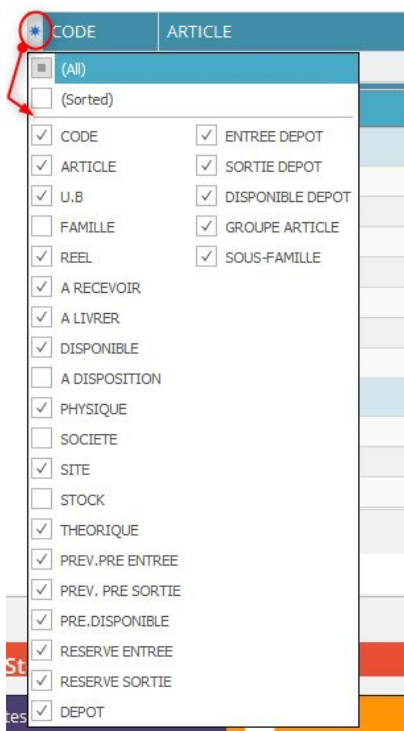 CODE ARTICLE
(All)
(Sorted)
CODE ENTREE DEPOT
ARTICLE SORTIE DEPOT
U.B DISPONIBLE DEPOT
FAMILLE GROUPE ARTICLE
REEL SOUS-FAMILLE
A RECEVOIR
A LIVRER
DISPONIBLE
A DISPOSITION
PHYSIQUE
SOCIETE
SITE
STOCK
THEORIQUE
PREV.PRE ENTREE
PREV. PRE SORTIE
PRE.DISPONIBLE
RESERVE ENTREE
St
RESERVE SORTIE
tes DEPOT